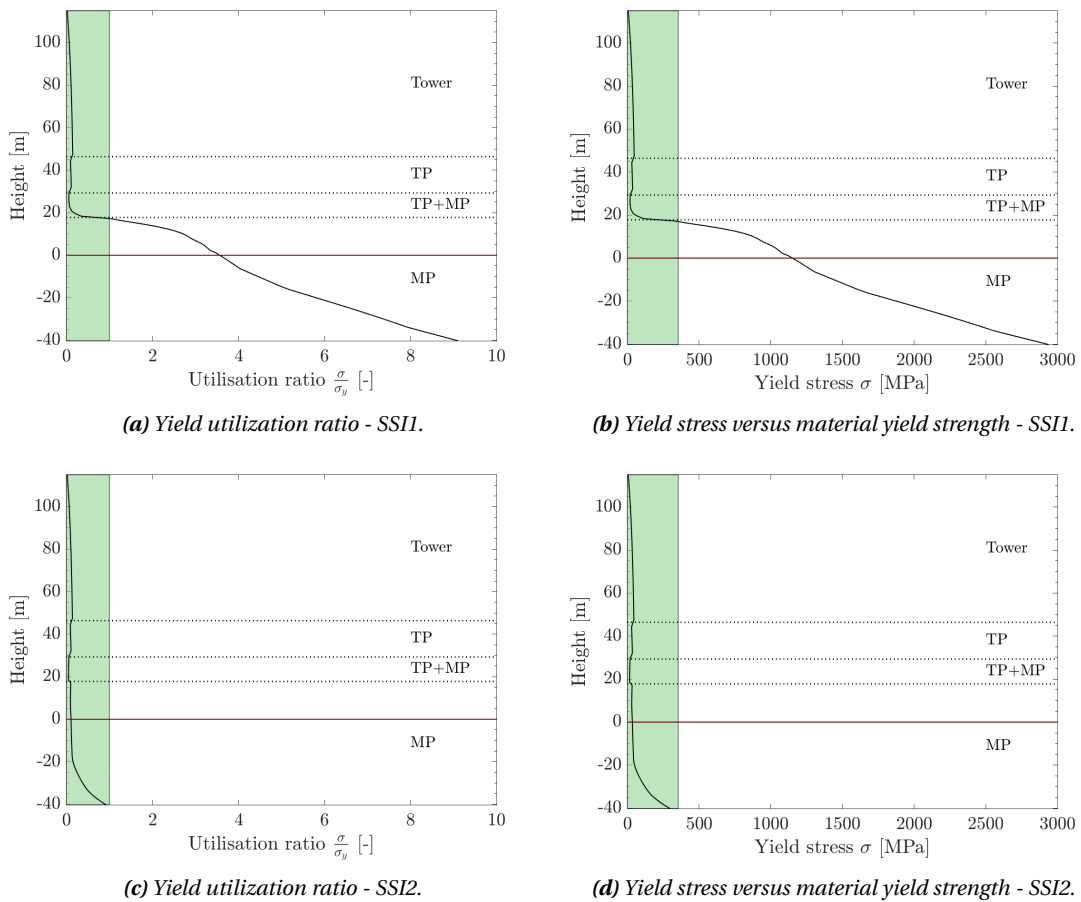 100
80
60
40
20
0
-20
-40
Height [m]
Tower
TP
TP+MP
MP
0 2 4 6 8 10
Utilisation ratio σ/σy [-]
(a) Yield utilization ratio - SSI1.
100
80
60
40
20
0
-20
-40
Height [m]
Tower
TP
TP+MP
MP
0 500 1000 1500 2000 2500 3000
Yield stress σ [MPa]
(b) Yield stress versus material yield strength - SSI1.
100
80
60
40
20
0
-20
-40
Height [m]
Tower
TP
TP+MP
MP
0 2 4 6 8 10
Utilisation ratio σ/σy [-]
(c) Yield utilization ratio - SSI2.
100
80
60
40
20
0
-20
-40
Height [m]
Tower
TP
TP+MP
MP
0 500 1000 1500 2000 2500 3000
Yield stress σ [MPa]
(d) Yield stress versus material yield strength - SSI2.